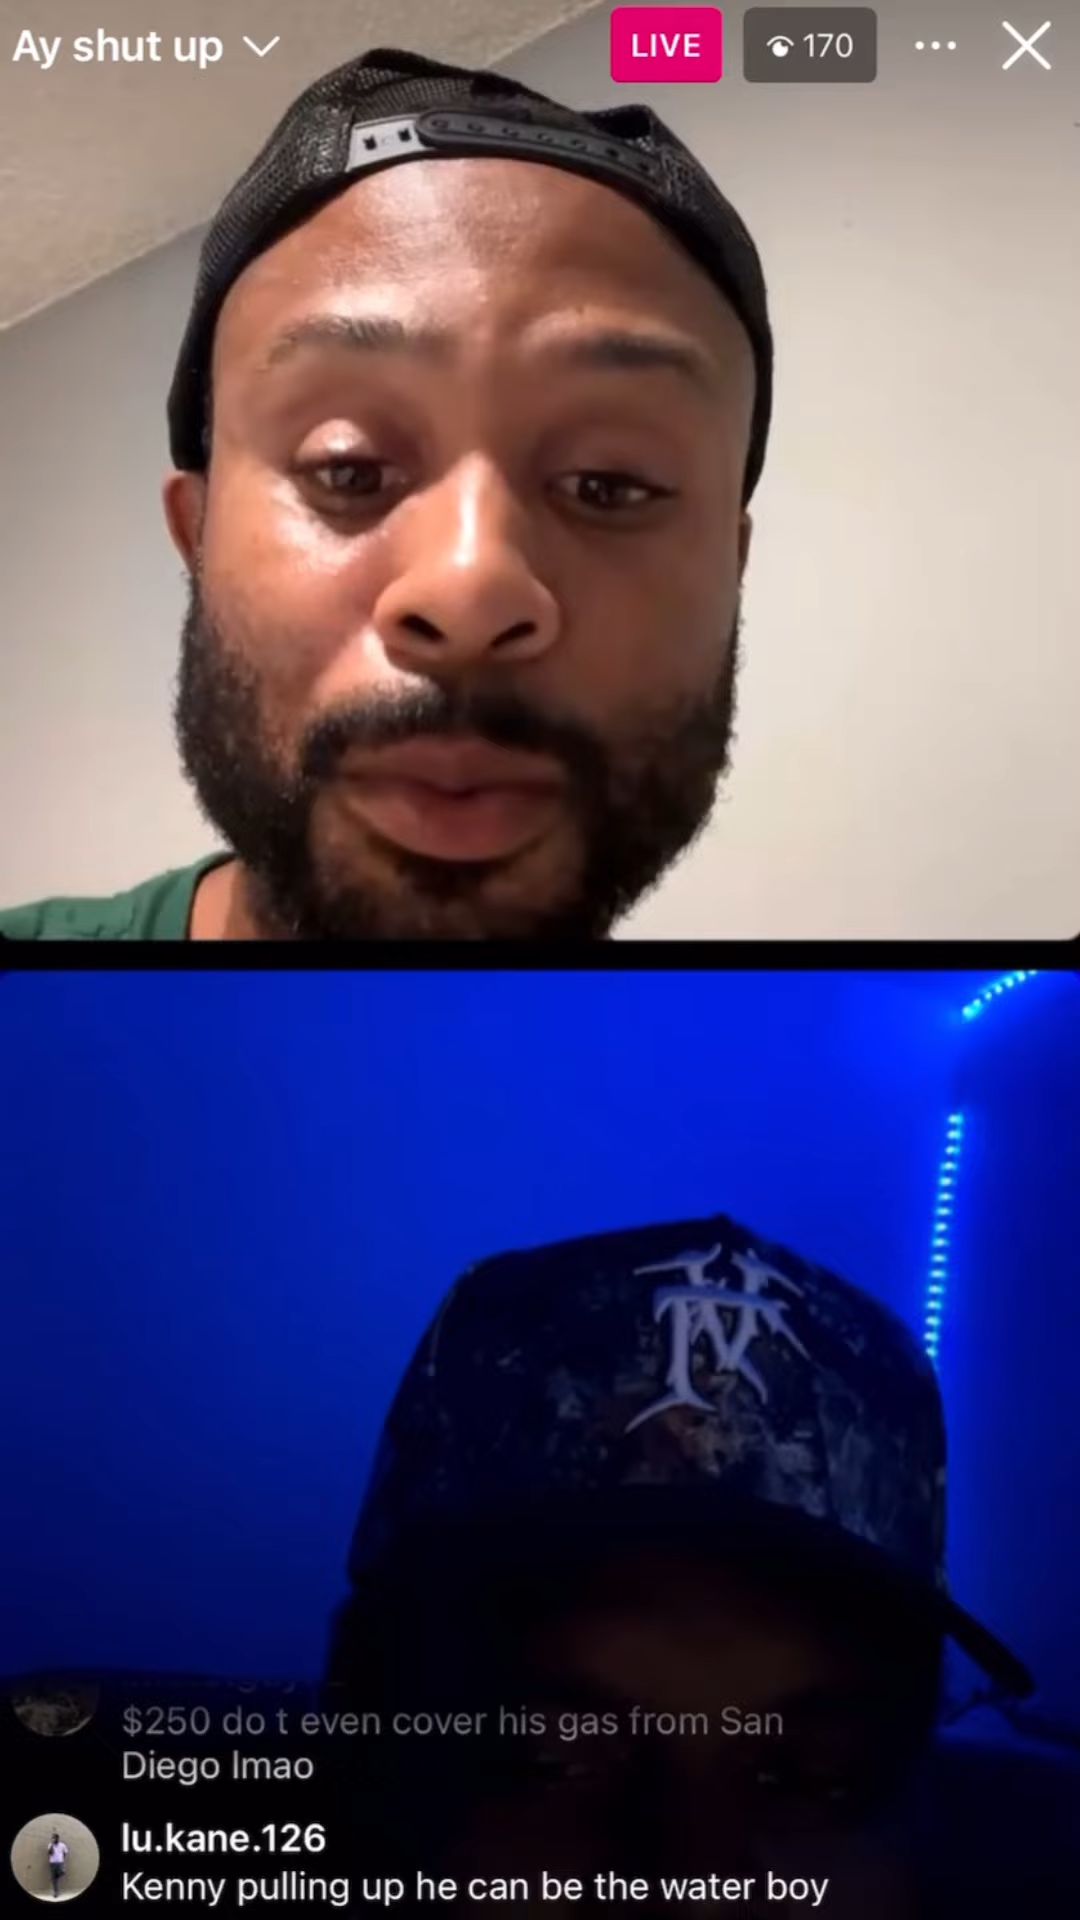 Ay shut up
LIVE
170
$250 do t even cover his gas from San
Diego lmao
lu.kane.126
Kenny pulling up he can be the water boy